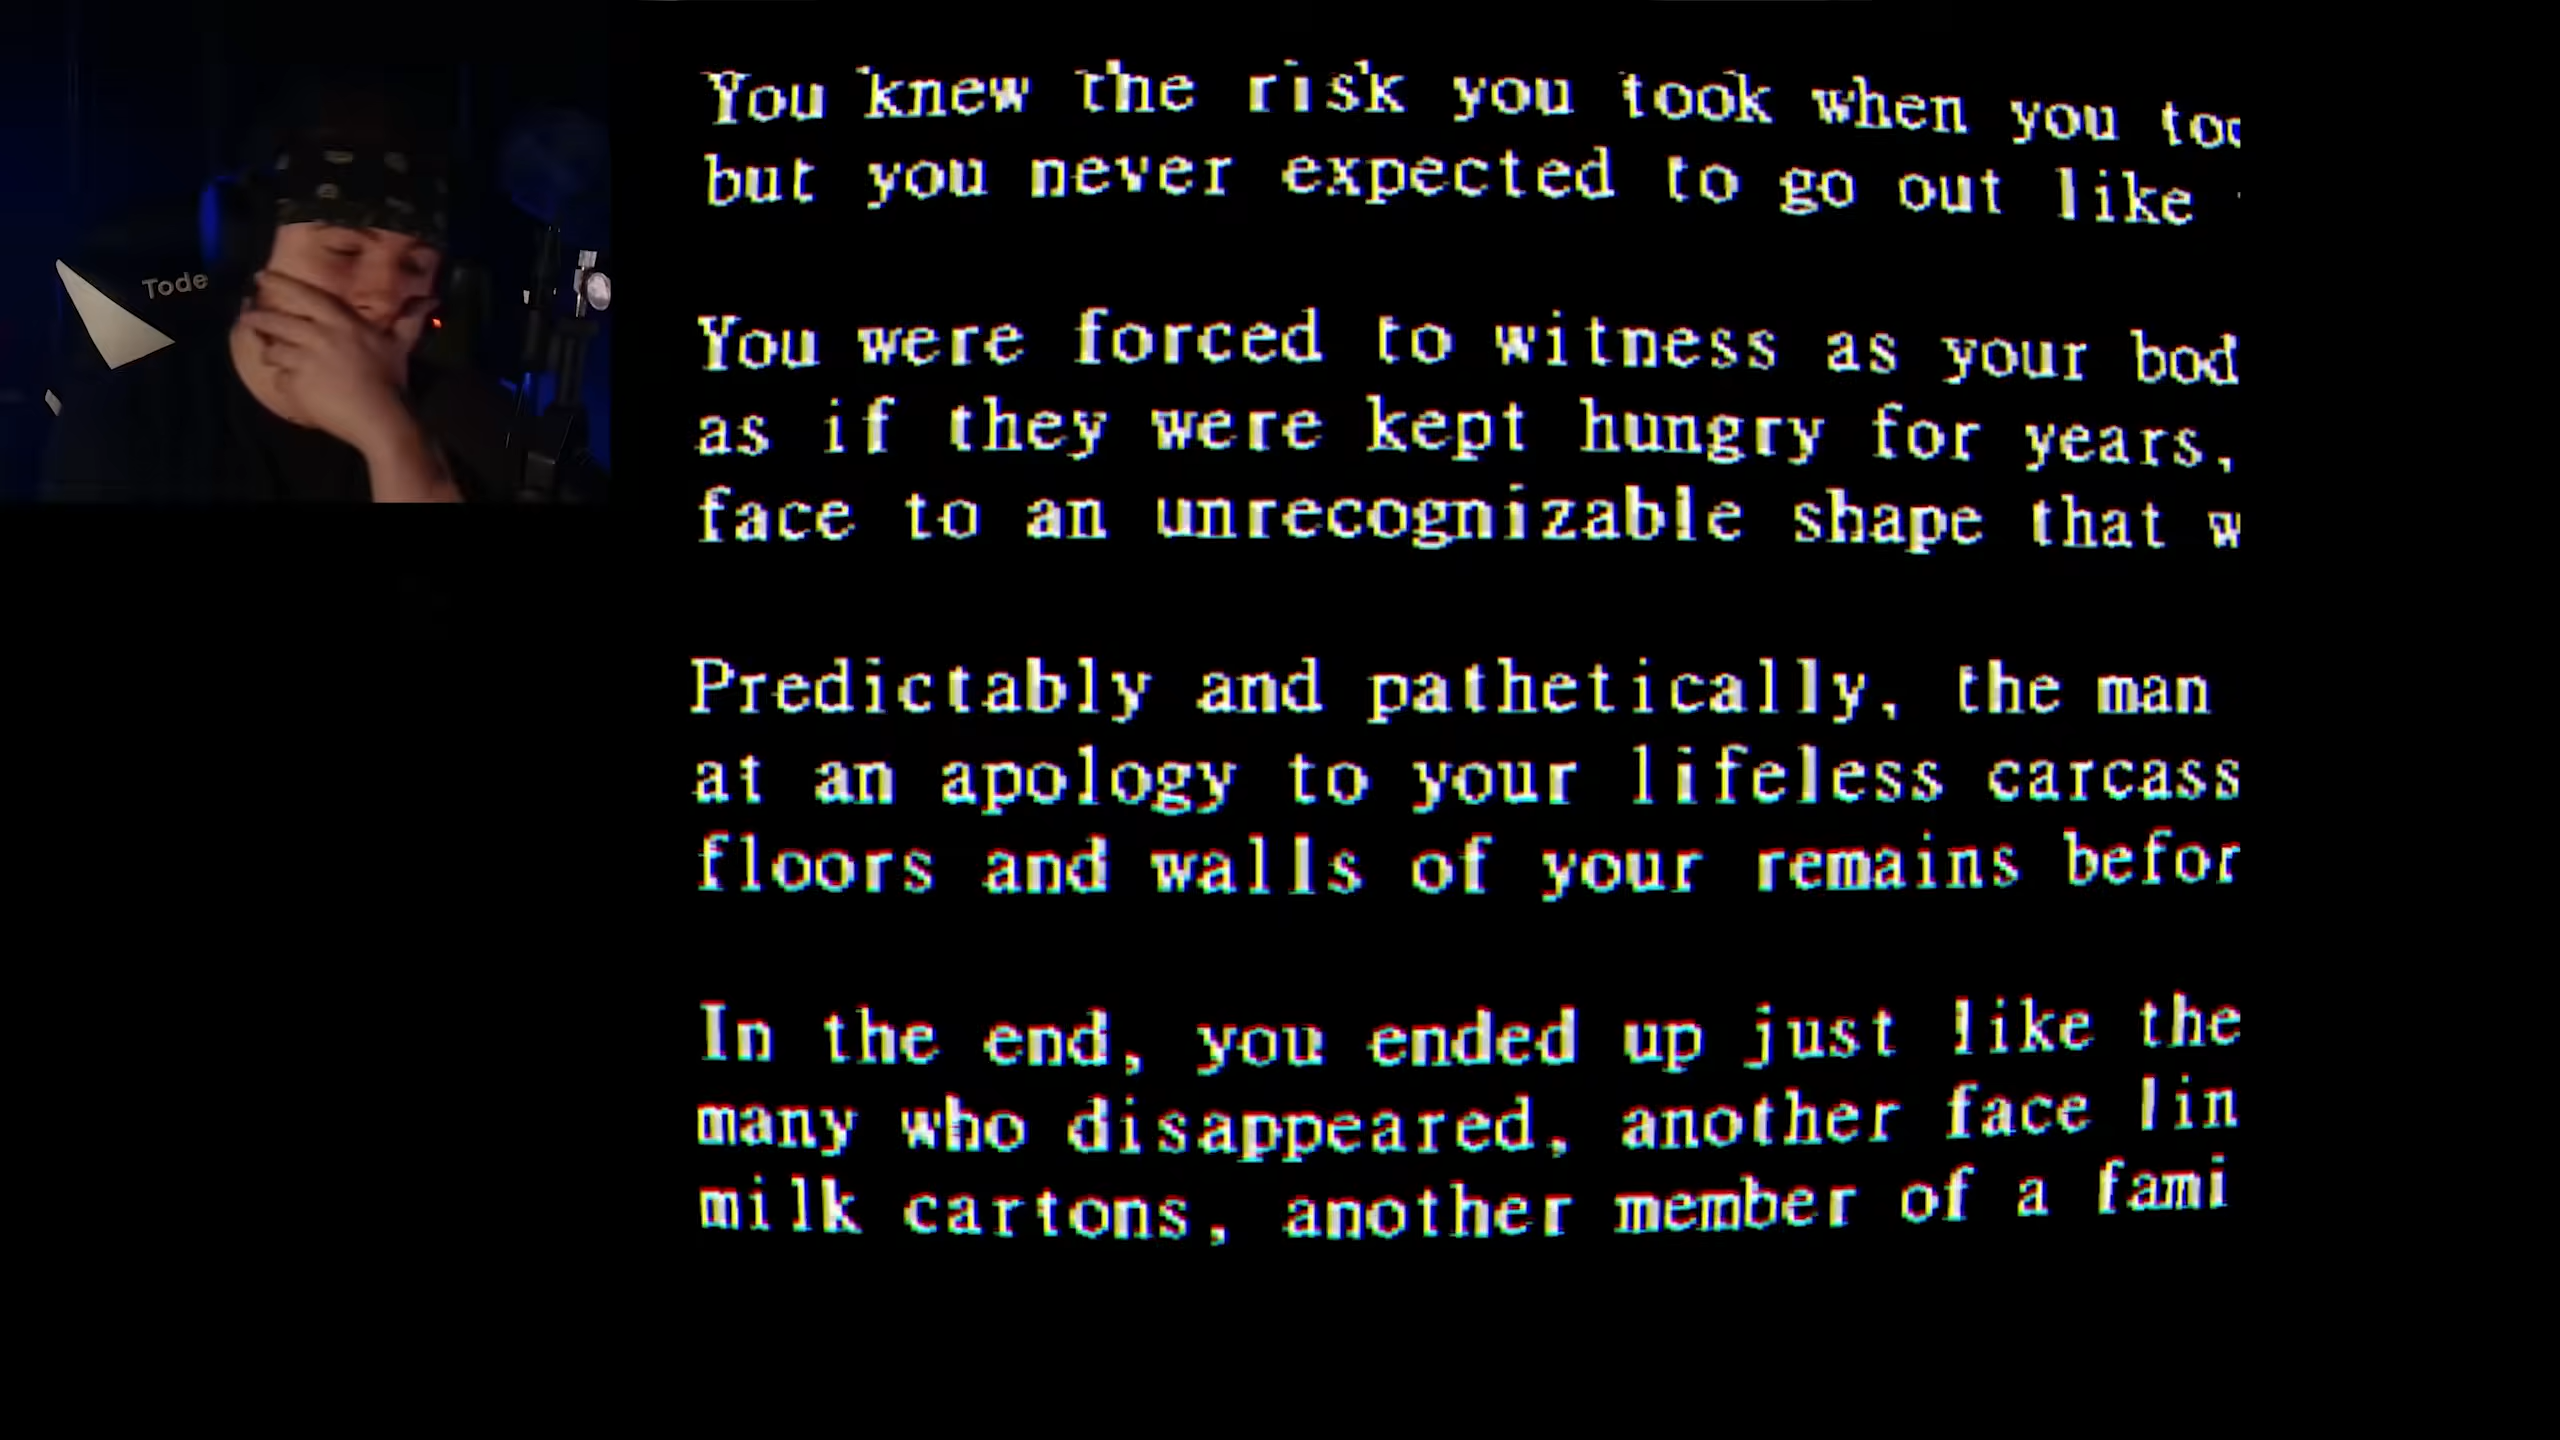 Tode
You knew the risk you took when you
but you never expected to go out like
You were forced to witness as your
as if they were kept hungry for years,
face to an unrecognizable shape that
Predictably and pathetically, the man
at an apology to your lifeless carcass
floors and walls of your remains
In the end, you ended up just like the
many who disappeared, another face
milk cartons, another member of a